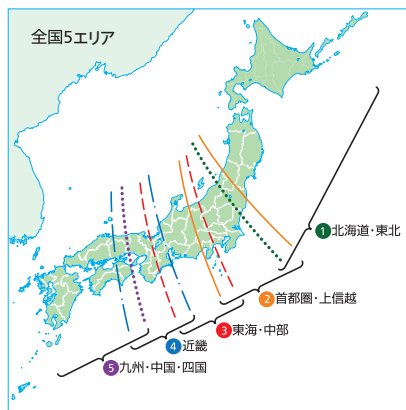 全国5エリア
1北海道・東北
2首都圏・上信越
3東海・中部
4近畿
5九州・中国・四国